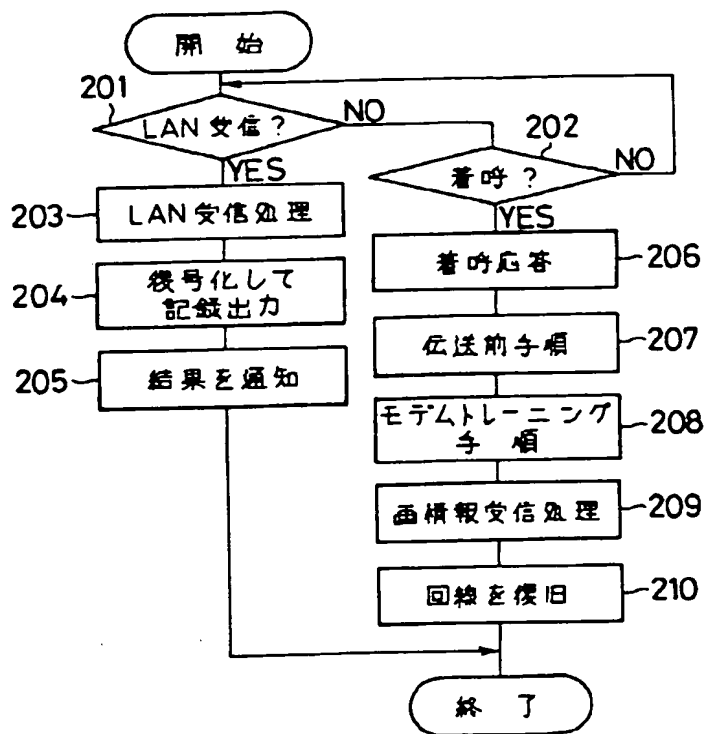 開 始
201
LAN受信?
NO
202
着呼?
NO
YES
YES
203
LAN受信処理
着呼応答
206
204
復号化して
記録出力
伝送前手順
207
205
結果を通知
モデムトレーニング
手 順
208
画情報受信処理
209
回線を復旧
210
終 了